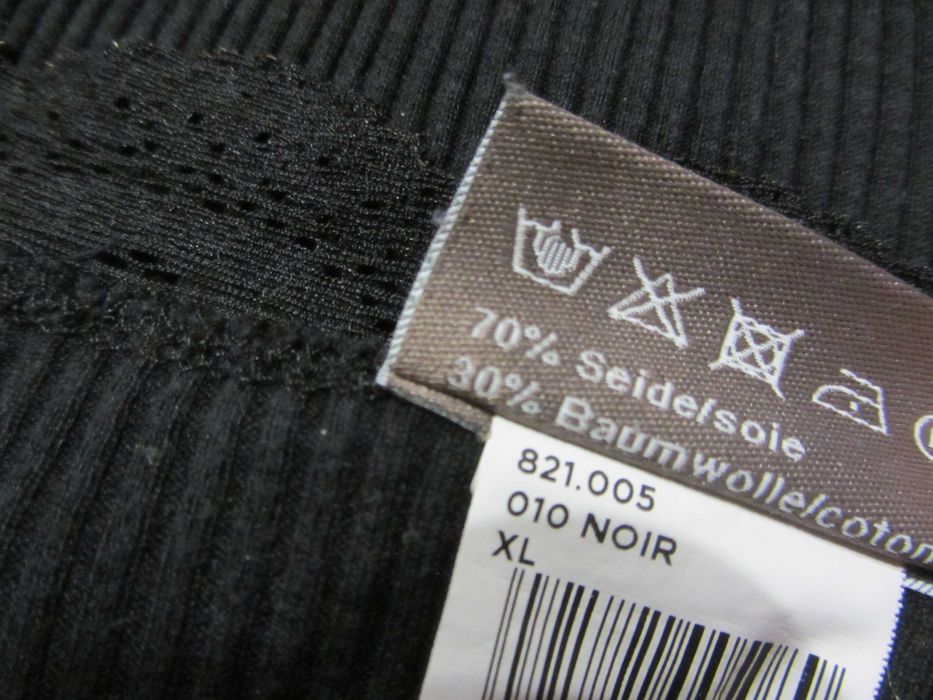 70% Seide/soie
30% Baumwolle/coton
821.005
010 NOIR
XL